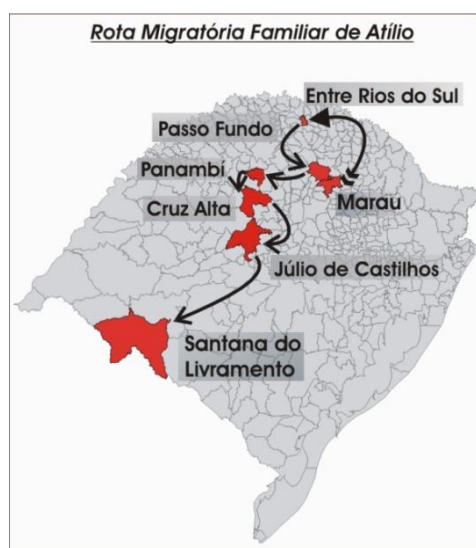 Rota Migratória Familiar de Atílio
Entre Rios do Sul
Passo Fundo
Panambí
Marau
Cruz Alta
Júlio de Castilhos
Santana do
Livramento